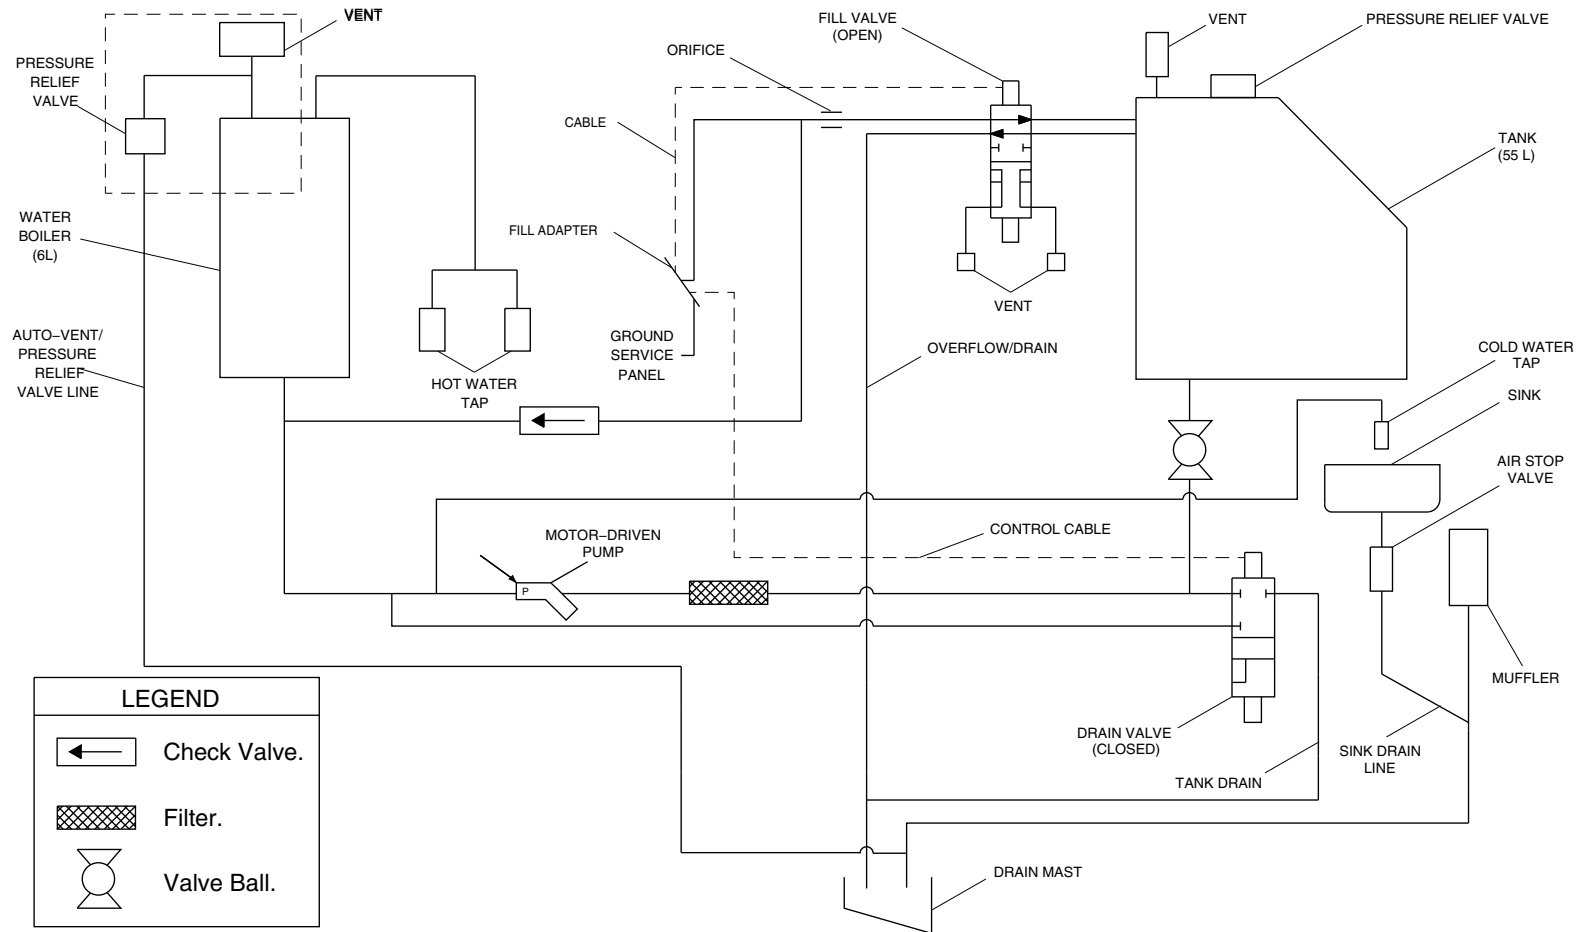 VENT
PRESSURE
RELIEF
VALVE
ORIFICE
FILL VALVE
(OPEN)
VENT
PRESSURE RELIEF VALVE
CABLE
TANK
(55 L)
WATER
BOILER
(6L)
FILL ADAPTER
VENT
AUTO–VENT/
PRESSURE
RELIEF
VALVE LINE
GROUND
SERVICE
PANEL
OVERFLOW/DRAIN
COLD WATER
TAP
HOT WATER
TAP
SINK
AIR STOP
VALVE
CONTROL CABLE
MOTOR–DRIVEN
PUMP
P
MUFFLER
DRAIN VALVE
(CLOSED)
SINK DRAIN
LINE
TANK DRAIN
DRAIN MAST
LEGEND
Check Valve.
Filter.
Valve Ball.